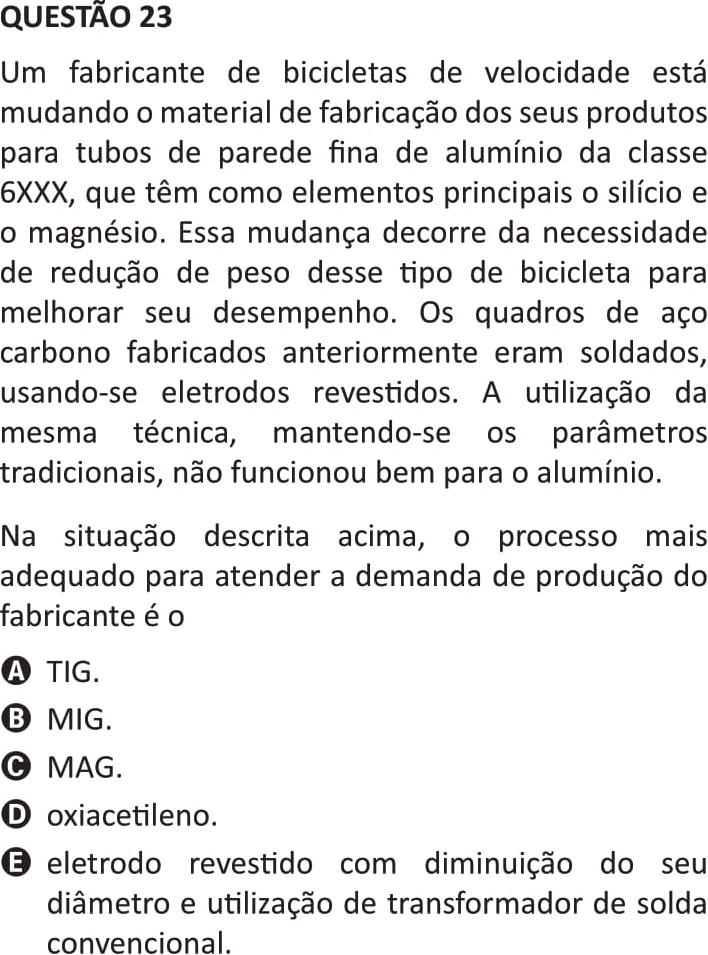 QUESTÃO 23
Um fabricante de bicicletas de velocidade está
mudando o material de fabricação dos seus produtos
para tubos de parede fina de alumínio da classe
6XXX, que têm como elementos principais o silício e
o magnésio. Essa mudança decorre da necessidade
de redução de peso desse tipo de bicicleta para
melhorar seu desempenho. Os quadros de aço
carbono fabricados anteriormente eram soldados,
usando-se eletrodos revestidos. A utilização da
mesma técnica, mantendo-se os parâmetros
tradicionais, não funcionou bem para o alumínio.
Na situação descrita acima, o processo mais
adequado para atender a demanda de produção do
fabricante é o
A TIG.
B MIG.
C MAG.
D oxiacetileno.
E eletrodo revestido com diminuição do seu
diâmetro e utilização de transformador de solda
convencional.